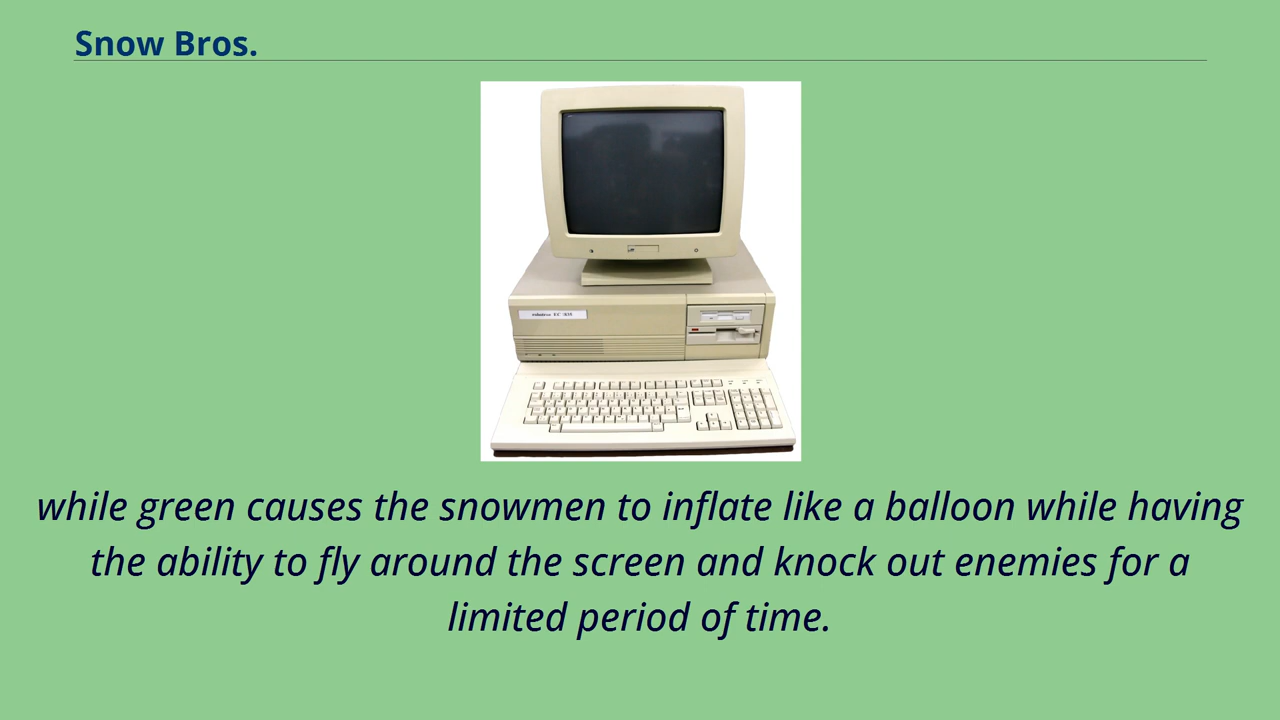 Snow Bros.
while green causes the snowmen to inflate like a balloon while having
the ability to fly around the screen and knock out enemies for a
limited period of time.